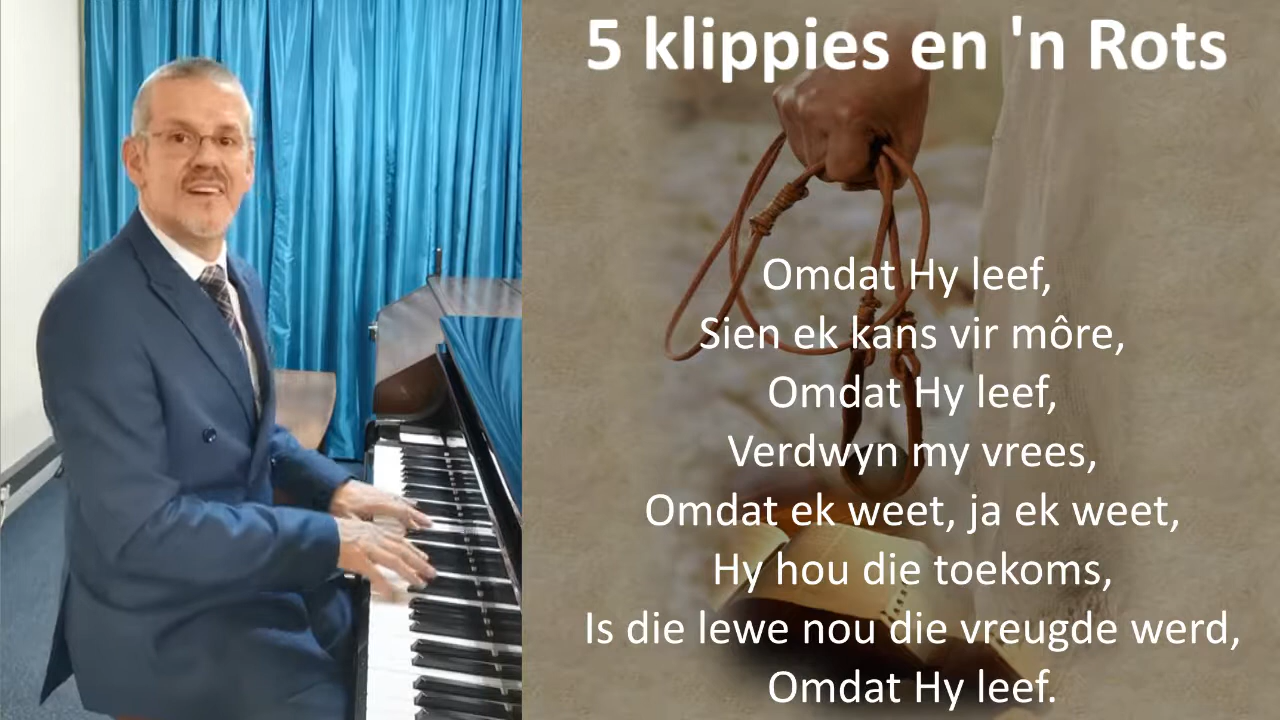 5 klippies en 'n Rots
Omdat Hy leef,
Sien ek kans vir môre,
Omdat Hy leef,
Verdwyn my vrees,
Omdat ek weet, ja ek weet,
Hy hou die toekoms,
Is die lewe nou die vreugde werd,
Omdat Hy leef.